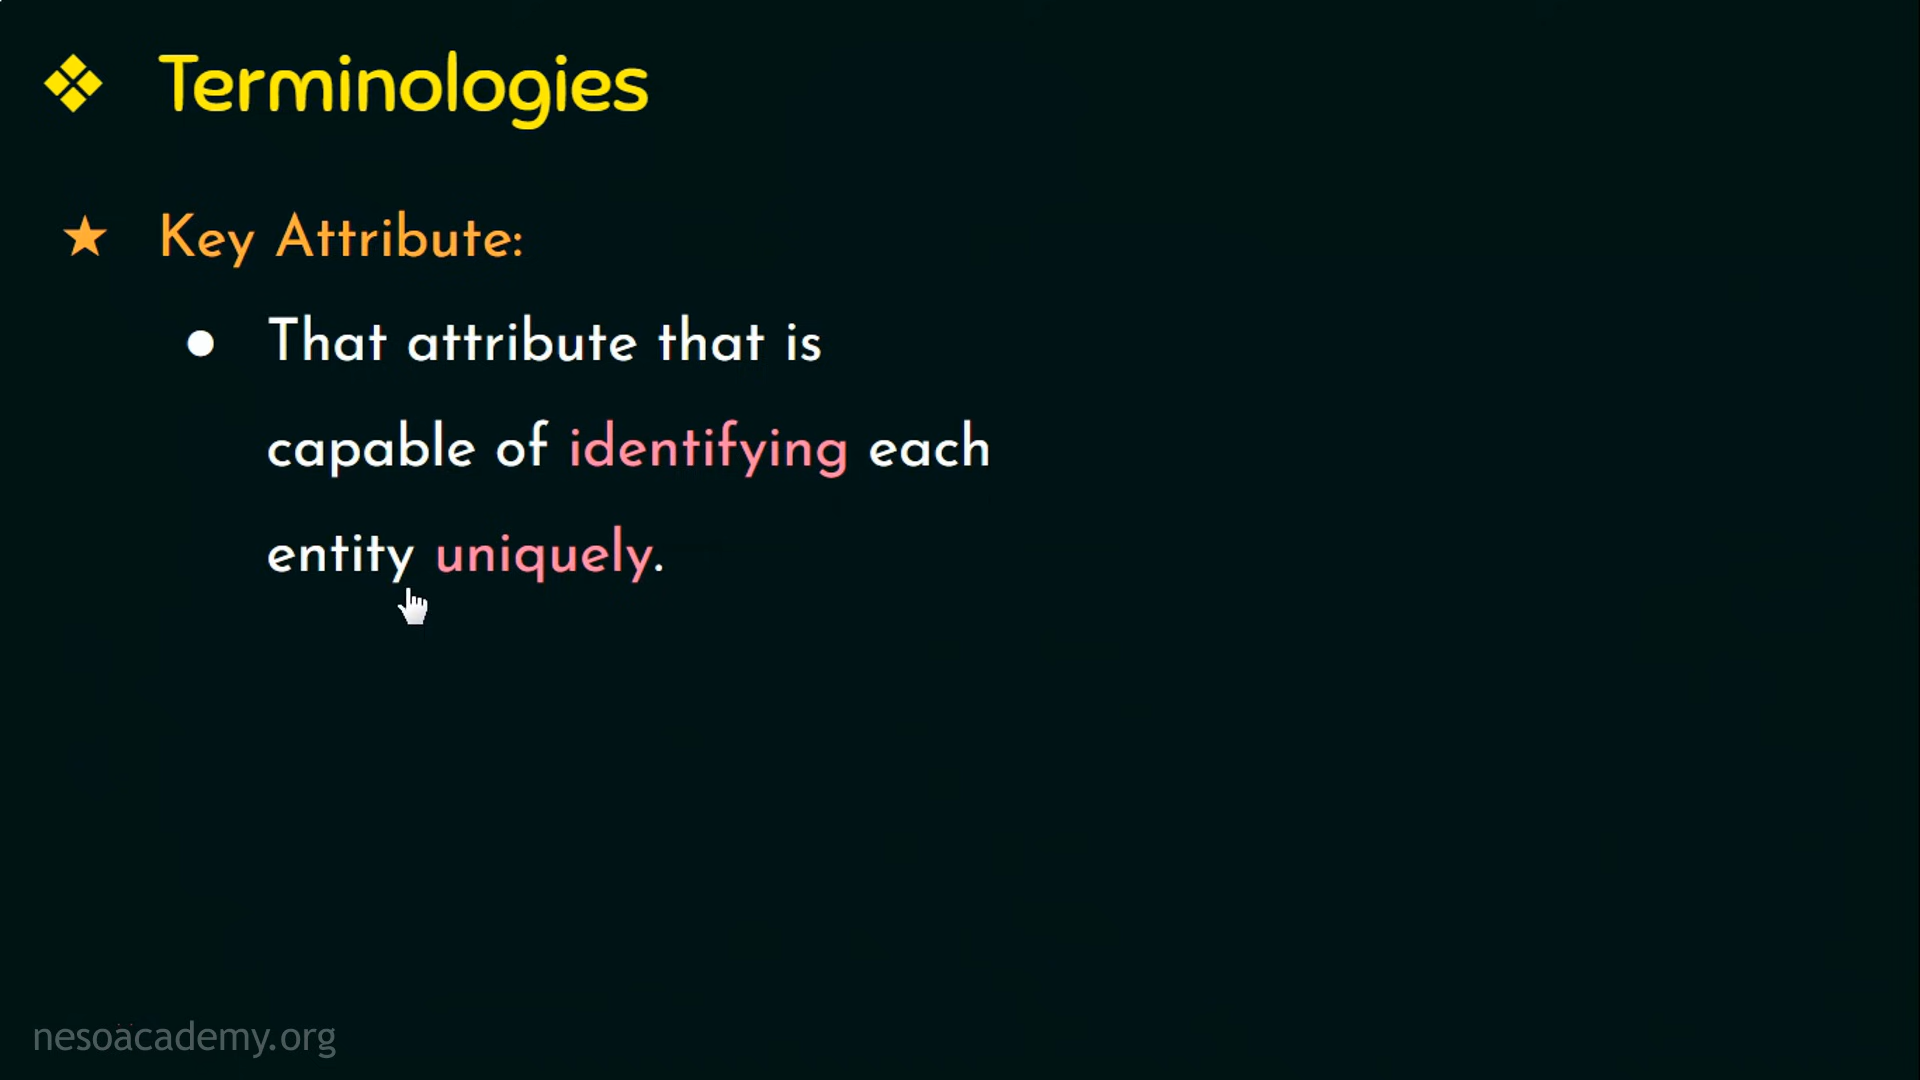 Terminologies
Key Attribute:
That attribute that is
capable of identifying each
entity uniquely.
nesoacademy.org